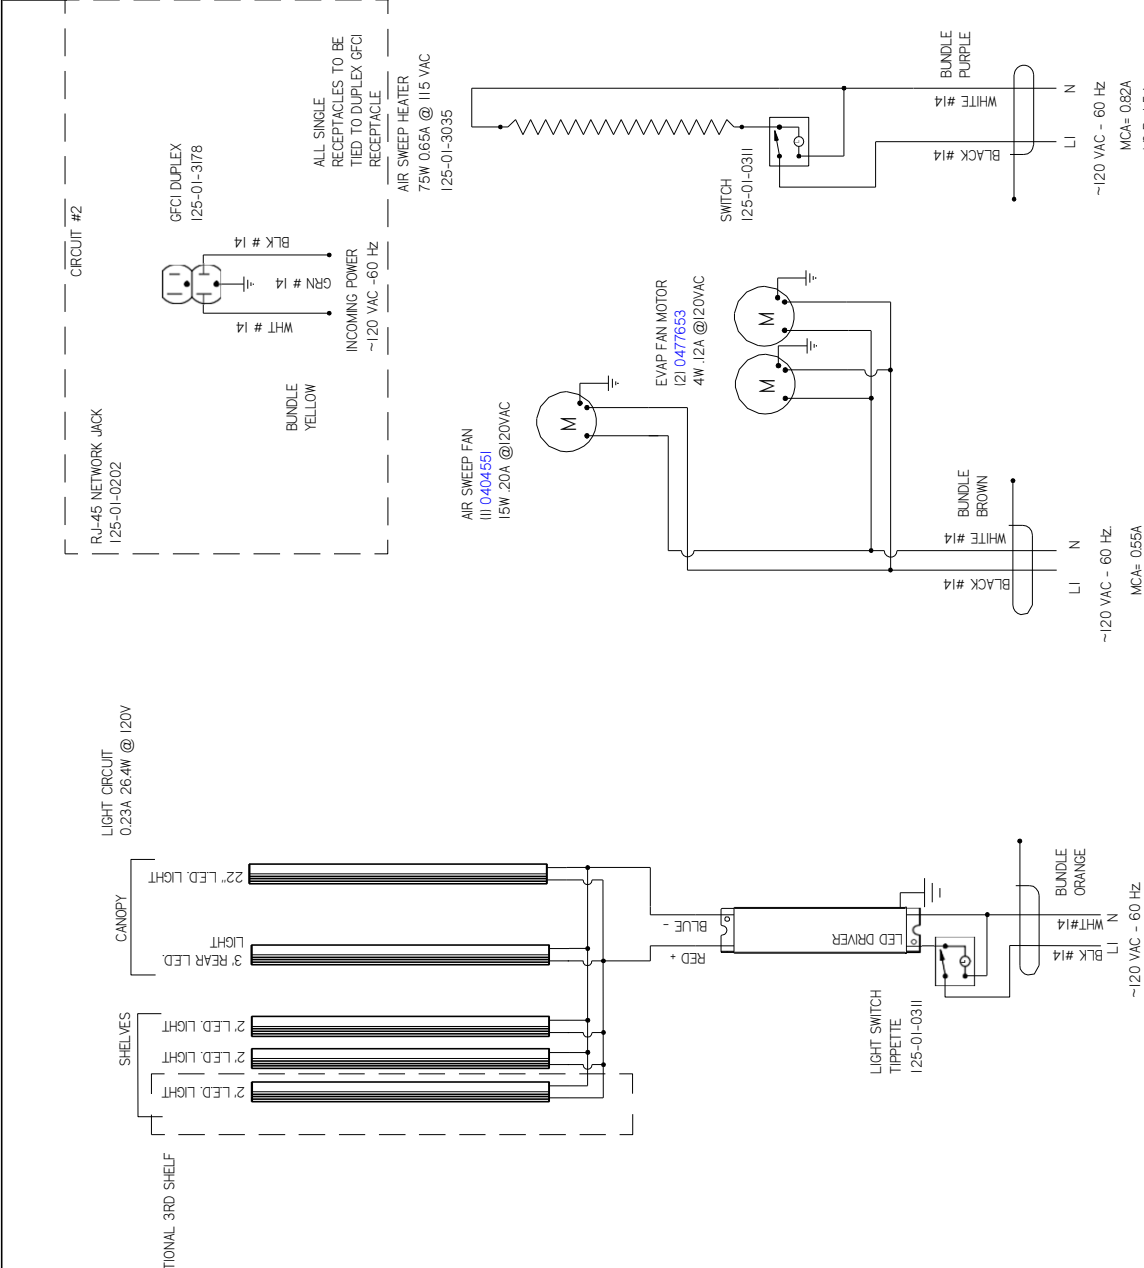 CIRCUIT #2
RJ-45 NETWORK JACK
125-01-0202
GFCI DUPLEX
125-01-3178
BLK # 14
GRN # 14
WHT # 14
INCOMING POWER
~120 VAC -60 Hz
BUNDLE
YELLOW
ALL SINGLE
RECEPTACLES TO BE
TIED TO DUPLEX GFCI
RECEPTACLE
AIR SWEEP HEATER
75W 0.65A @ 115 VAC
125-01-3035
SWITCH
125-01-0311
BUNDLE
PURPLE
WHITE #14
BLACK #14
N
L1
~120 VAC - 60 Hz
MCA= 0.82A
AIR SWEEP FAN
(1) 0404551
15W .20A @120VAC
M
EVAP FAN MOTOR
(2) 0477653
4W .12A @120VAC
M
M
BUNDLE
BROWN
WHITE #14
BLACK #14
N
L1
~120 VAC - 60 Hz.
MCA= 0.55A
LIGHT CIRCUIT
0.23A 26.4W @ 120V
CANOPY
22" L.E.D. LIGHT
3' REAR LED.
LIGHT
SHELVES
2' L.E.D. LIGHT
2' L.E.D. LIGHT
2' L.E.D. LIGHT
TIONAL 3RD SHELF
BLUE -
RED +
LED DRIVER
LIGHT SWITCH
TIPPETTE
125-01-0311
BUNDLE
ORANGE
WHT#14
BLK #14
N
L1
~120 VAC - 60 Hz